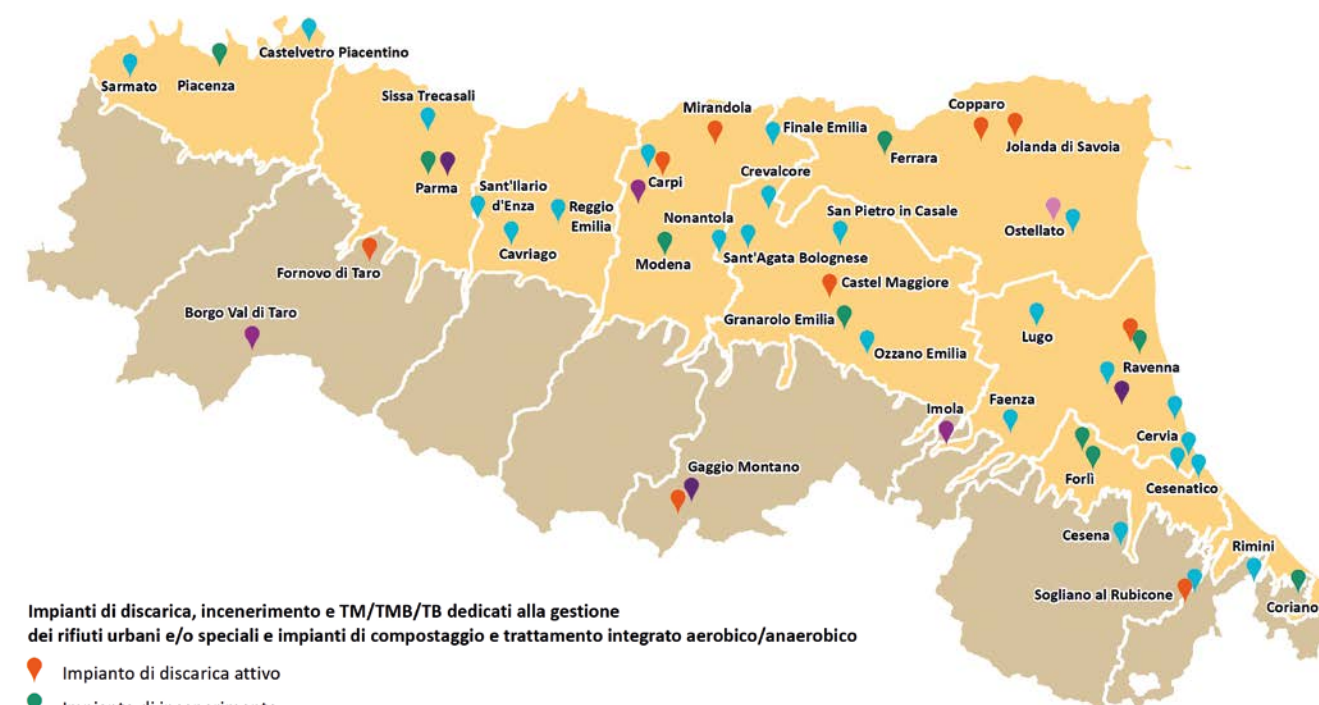 Castelvetro Piacentino
Sarmato
Piacenza
Sissa Trecasali
Mirandola
Copparo
Finale Emilia
Jolanda di Savoia
Ferrara
Carpi
Crevalcore
Parma
Sant'Ilario
d'Enza
Reggio
Emilia
Nonantola
San Pietro in Casale
Ostellato
Cavriago
Modena
Sant'Agata Bolognese
Fornovo di Taro
Castel Maggiore
Borgo Val di Taro
Granarolo Emilia
Lugo
Ozzano Emilia
Ravenna
Imola
Faenza
Cervia
Gaggio Montano
Forlì
Cesenatico
Cesena
Rimini
Sogliano al Rubicone
Coriano
Impianti di discarica, incenerimento e TM/TMB/TB dedicati alla gestione
dei rifiuti urbani e/o speciali e impianti di compostaggio e trattamento integrato aerobico/anaerobico
Impianto di discarica attivo
Impianto di incenerimento